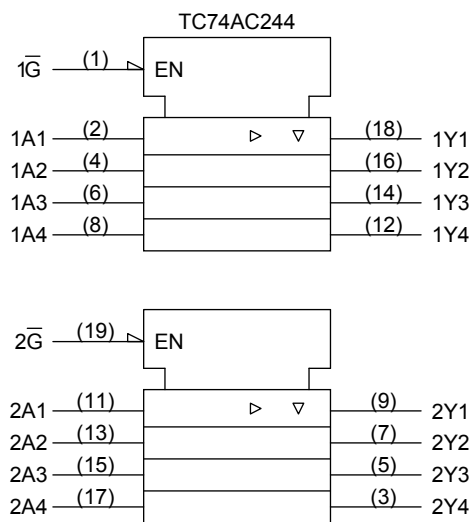 TC74AC244
1G̅ (1) EN
1A1 (2) (18) 1Y1
1A2 (4) (16) 1Y2
1A3 (6) (14) 1Y3
1A4 (8) (12) 1Y4
2G̅ (19) EN
2A1 (11) (9) 2Y1
2A2 (13) (7) 2Y2
2A3 (15) (5) 2Y3
2A4 (17) (3) 2Y4